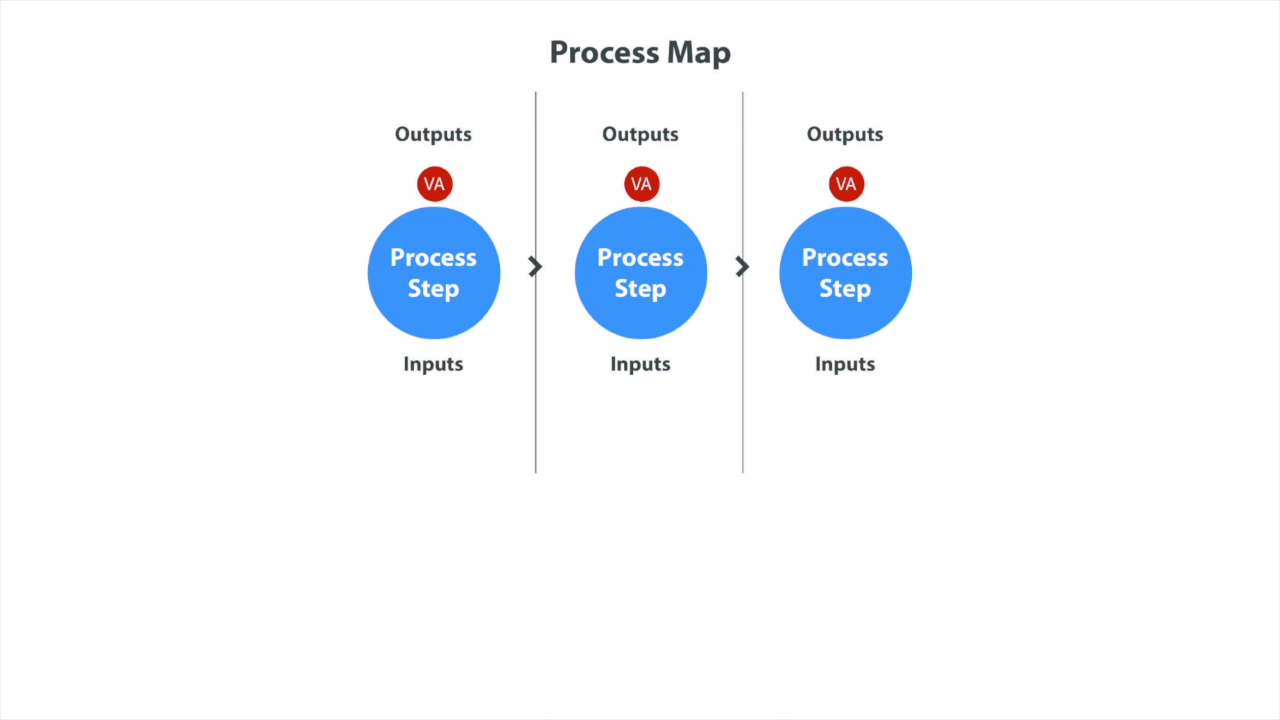 Process Map
Outputs
Outputs
Outputs
VA
VA
VA
Process
Step
Process
Step
Process
Step
Inputs
Inputs
Inputs